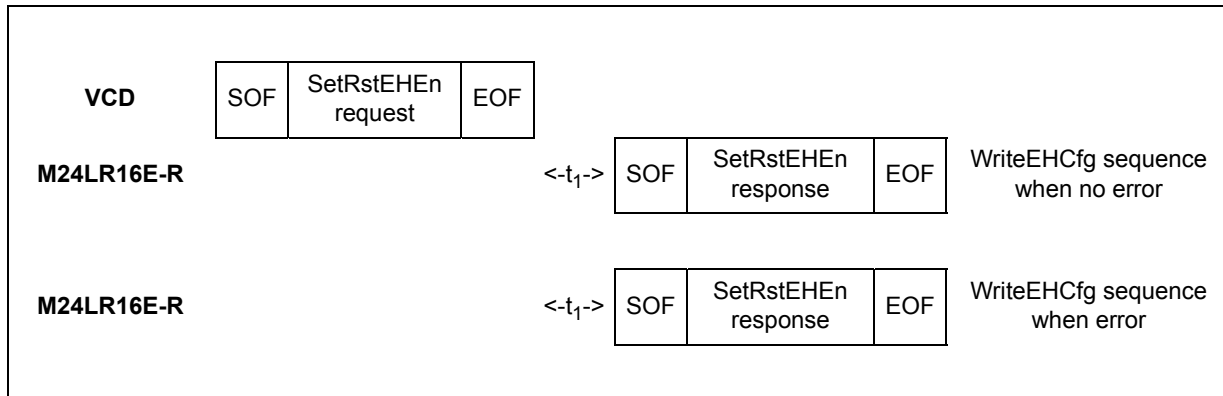 VCD SOF SetRstEHEn request EOF
M24LR16E-R <-t1-> SOF SetRstEHEn response EOF WriteEHCfg sequence when no error
M24LR16E-R <-t1-> SOF SetRstEHEn response EOF WriteEHCfg sequence when error